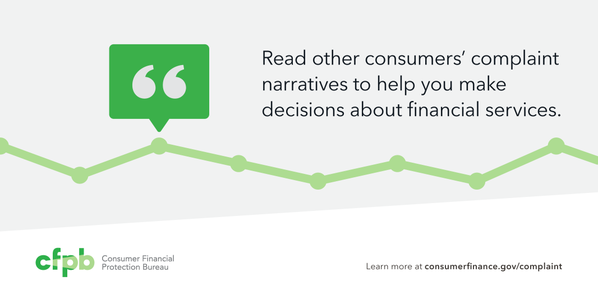 “
Read other consumers’ complaint
narratives to help you make
decisions about financial services.
cfpb
Consumer Financial
Protection Bureau
Learn more at consumerfinance.gov/complaint